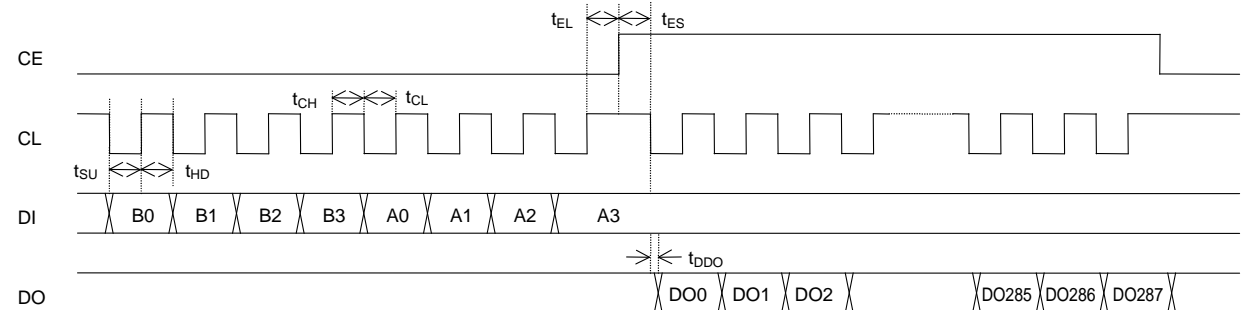 tEL tES
CE
tCH tCL
CL
tSU tHD
DI B0 B1 B2 B3 A0 A1 A2 A3
tDDO
DO DO0 DO1 DO2 DO285 DO286 DO287